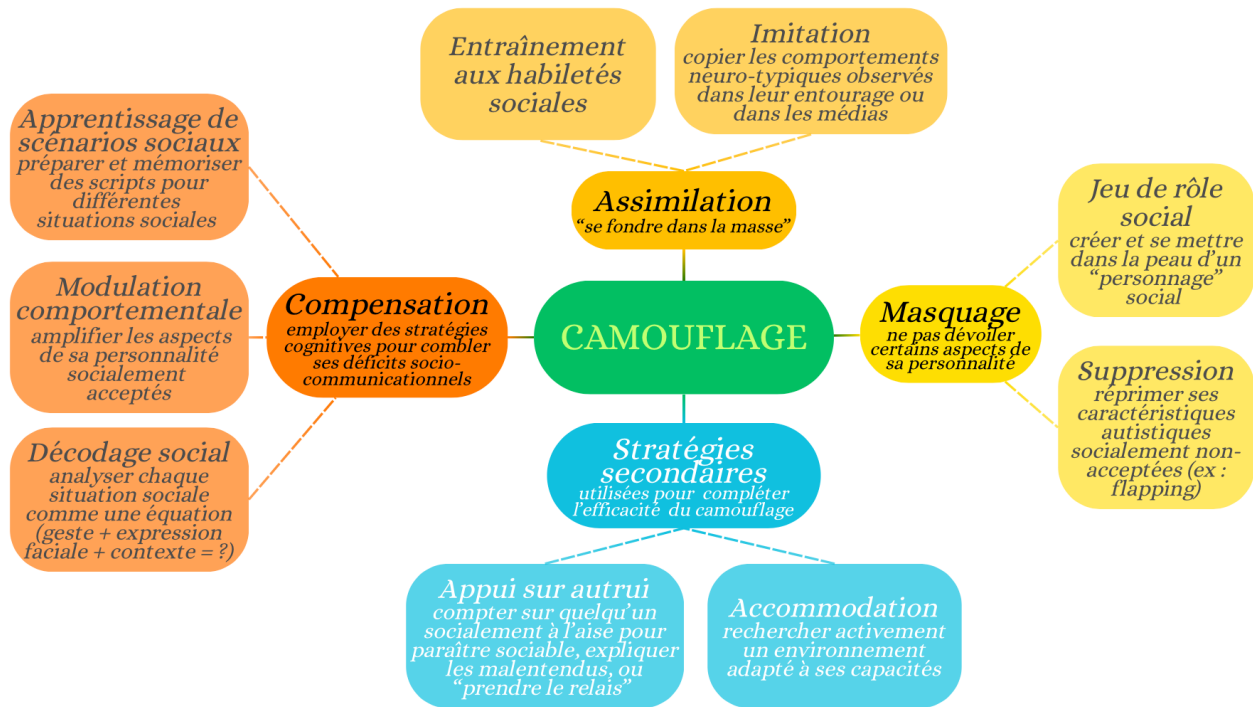 Entraînement
aux habiletés
sociales
Imitation
copier les comportements
neuro-typiques observés
dans leur entourage ou
dans les médias
Apprentissage de
scénarios sociaux
préparer et mémoriser
des scripts pour
différentes
situations sociales
Assimilation
“se fondre dans la masse”
Jeu de rôle
social
créer et se mettre
dans la peau d’un
“personnage”
social
Modulation
comportementale
amplifier les aspects
de sa personnalité
socialement
acceptés
Compensation
employer des stratégies
cognitives pour combler
ses déficits socio-
communicationnels
CAMOUFLAGE
Masquage
ne pas dévoiler
certains aspects de
sa personnalité
Suppression
réprimer ses
caractéristiques
autistiques
socialement non-
acceptées (ex :
flapping)
Décodage social
analyser chaque
situation sociale
comme une équation
(geste + expression
faciale + contexte = ?)
Stratégies
secondaires
utilisées pour compléter
l’efficacité du camouflage
Appui sur autrui
compter sur quelqu’un
socialement à l’aise pour
paraître sociable, expliquer
les malentendus, ou
“prendre le relais”
Accommodation
rechercher activement
un environnement
adapté à ses capacités